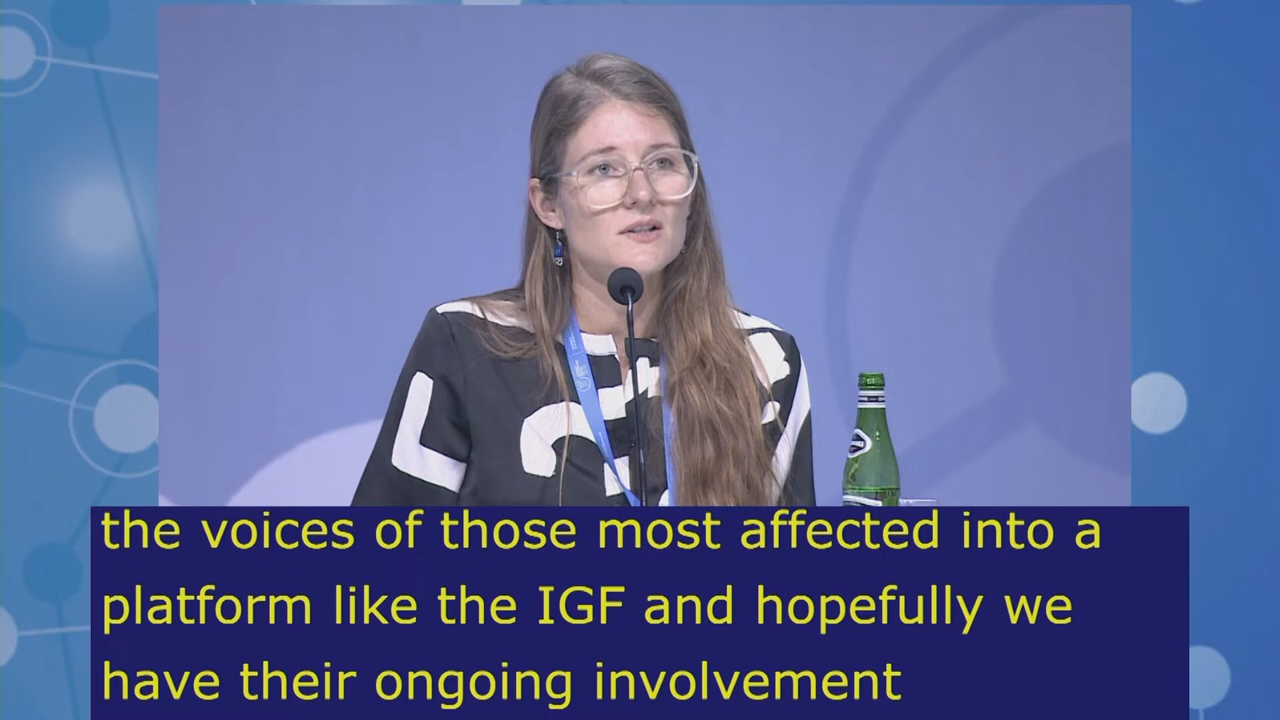 the voices of those most affected into a
platform like the IGF and hopefully we
have their ongoing involvement